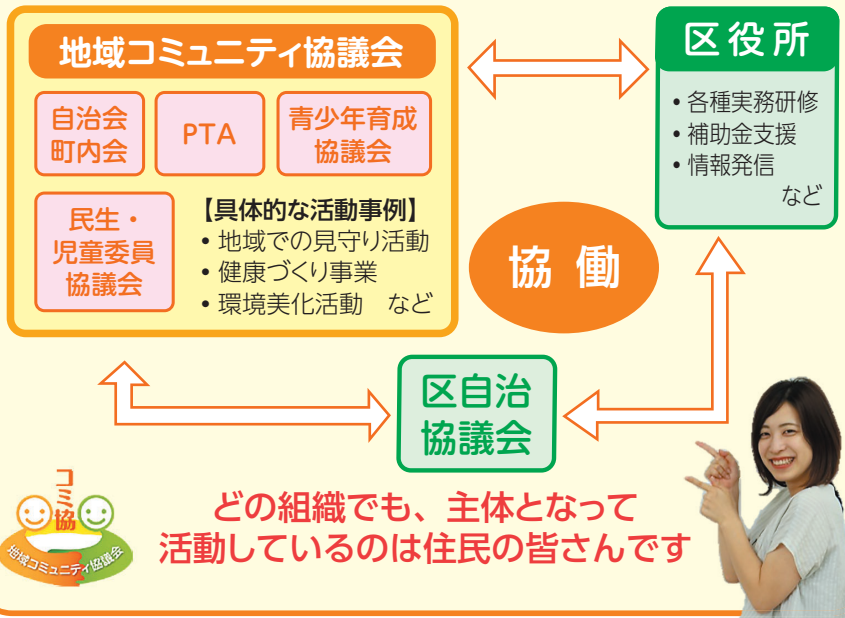 地域コミュニティ協議会
自治会
町内会
PTA
青少年育成
協議会
民生・
児童委員
協議会
【具体的な活動事例】
• 地域での見守り活動
• 健康づくり事業
• 環境美化活動　など
区役所
• 各種実務研修
• 補助金支援
• 情報発信
など
協働
区自治
協議会
コミ協
地域コミュニティ協議会
どの組織でも、主体となって
活動しているのは住民の皆さんです